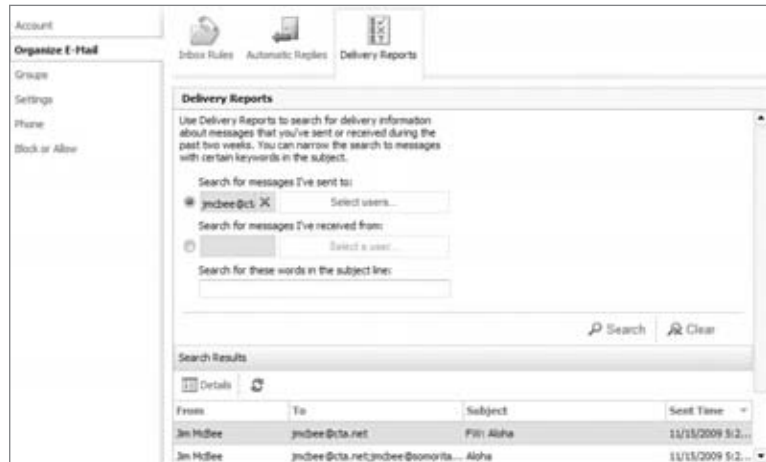 Account
Organize E-Mail
Groups
Settings
Phone
Block or Allow
Inbox Rules
Automatic Replies
Delivery Reports
Delivery Reports
Use Delivery Reports to search for delivery information
about messages that you've sent or received during the
past two weeks. You can narrow the search to messages
with certain keywords in the subject.
Search for messages I've sent to:
jmcbee@ct
Select users...
Search for messages I've received from:
Select a user...
Search for these words in the subject line:
Search
Clear
Search Results
Details
From To Subject Sent Time
Jim McBee jmcbee@cta.net FW: Aloha 11/15/2009 5:2...
Jim McBee jmcbee@cta.net;jmcbee@somorita... Aloha 11/15/2009 5:2...